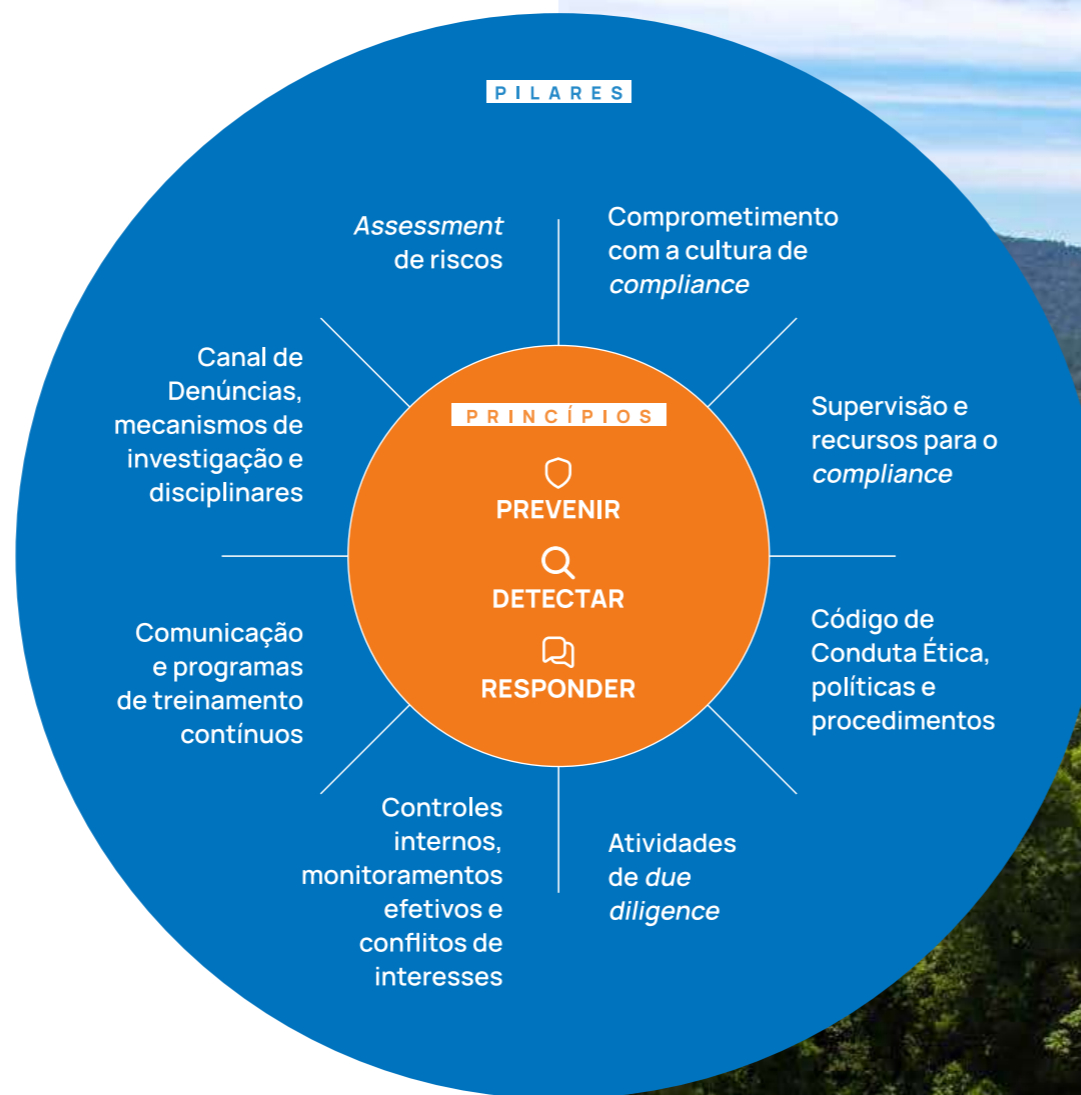 PILARES
Assessment
de riscos
Comprometimento
com a cultura de
compliance
Supervisão e
recursos para o
compliance
Código de
Conduta Ética,
políticas e
procedimentos
Atividades
de due
diligence
Controles
internos,
monitoramentos
efetivos e
conflitos de
interesses
Comunicação
e programas
de treinamento
contínuos
Canal de
Denúncias,
mecanismos de
investigação e
disciplinares
PRINCÍPIOS
PREVENIR
DETECTAR
RESPONDER